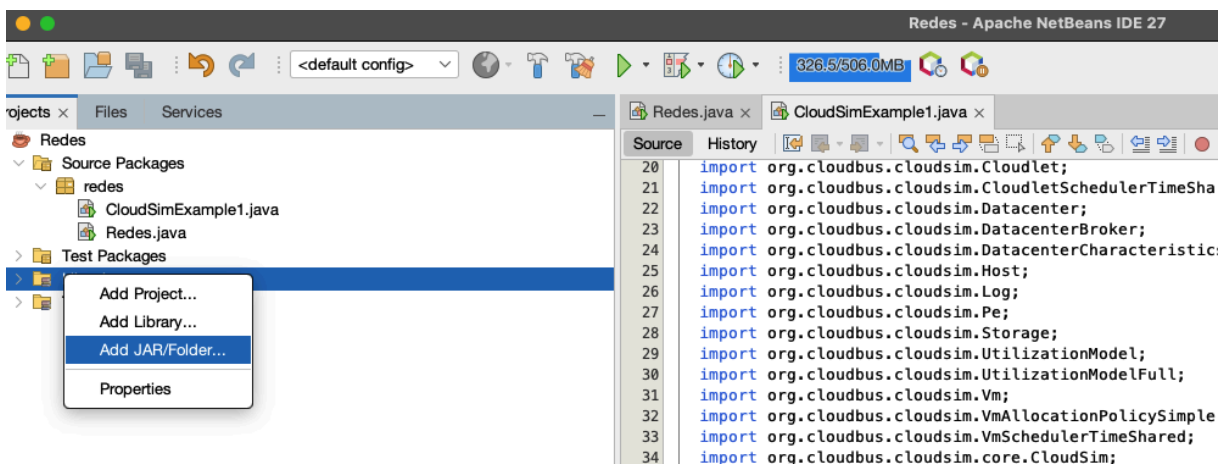 Redes - Apache NetBeans IDE 27
<default config>
326.5/506.0MB
rojects × Files Services
Redes.java × CloudSimExample1.java ×
Redes
Source Packages
redes
CloudSimExample1.java
Redes.java
Test Packages
Add Project...
Add Library...
Add JAR/Folder...
Properties
Source History
20 import org.cloudbus.cloudsim.Cloudlet;
21 import org.cloudbus.cloudsim.CloudletSchedulerTimeSha
22 import org.cloudbus.cloudsim.Datacenter;
23 import org.cloudbus.cloudsim.DatacenterBroker;
24 import org.cloudbus.cloudsim.DatacenterCharacteristic
25 import org.cloudbus.cloudsim.Host;
26 import org.cloudbus.cloudsim.Log;
27 import org.cloudbus.cloudsim.Pe;
28 import org.cloudbus.cloudsim.Storage;
29 import org.cloudbus.cloudsim.UtilizationModel;
30 import org.cloudbus.cloudsim.UtilizationModelFull;
31 import org.cloudbus.cloudsim.Vm;
32 import org.cloudbus.cloudsim.VmAllocationPolicySimple
33 import org.cloudbus.cloudsim.VmSchedulerTimeShared;
34 import org.cloudbus.cloudsim.core.CloudSim;